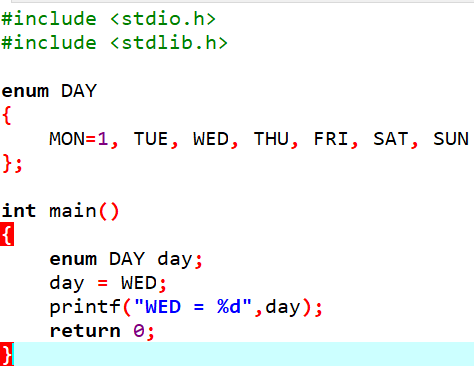 #include <stdio.h>
#include <stdlib.h>
enum DAY
{
MON=1, TUE, WED, THU, FRI, SAT, SUN
};
int main()
{
enum DAY day;
day = WED;
printf("WED = %d",day);
return 0;
}